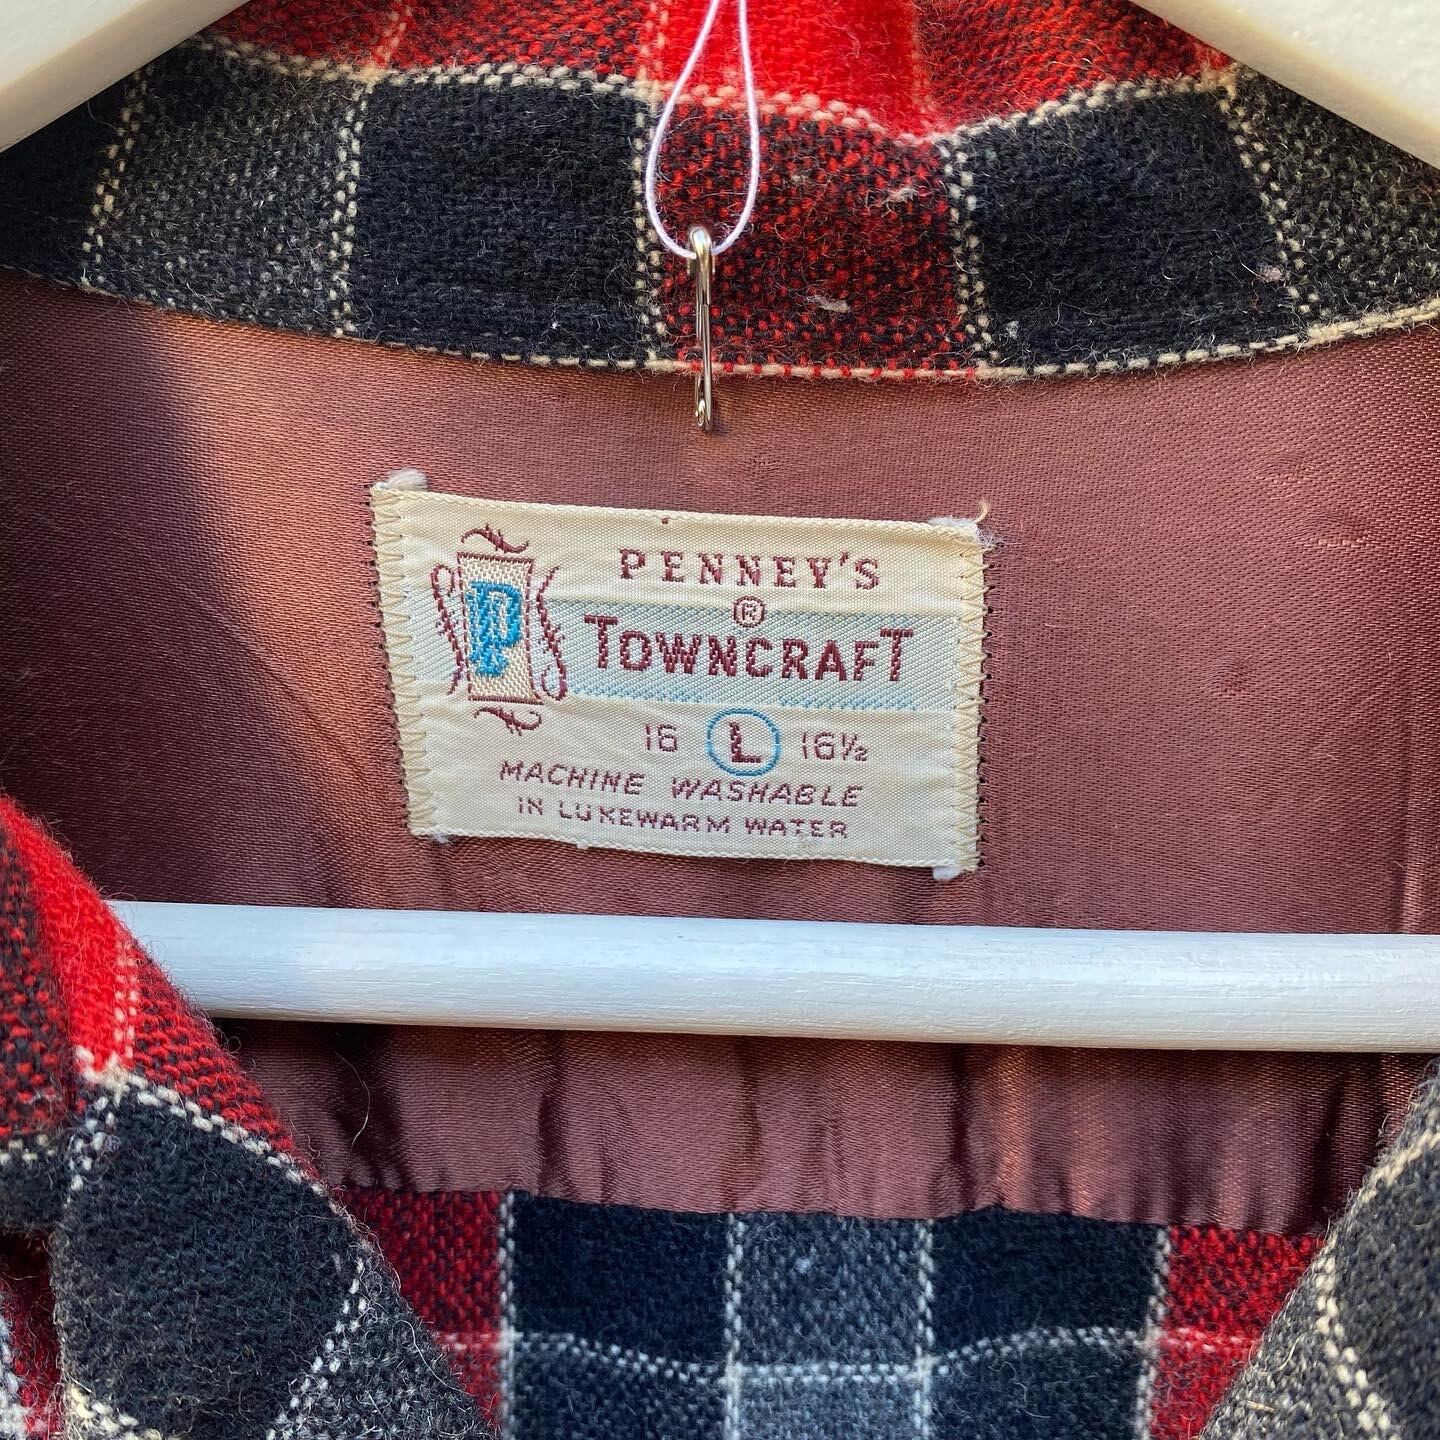 P
PENNEY'S
®
TOWNCRAFT
16 L 16½
MACHINE WASHABLE
IN LUKEWARM WATER